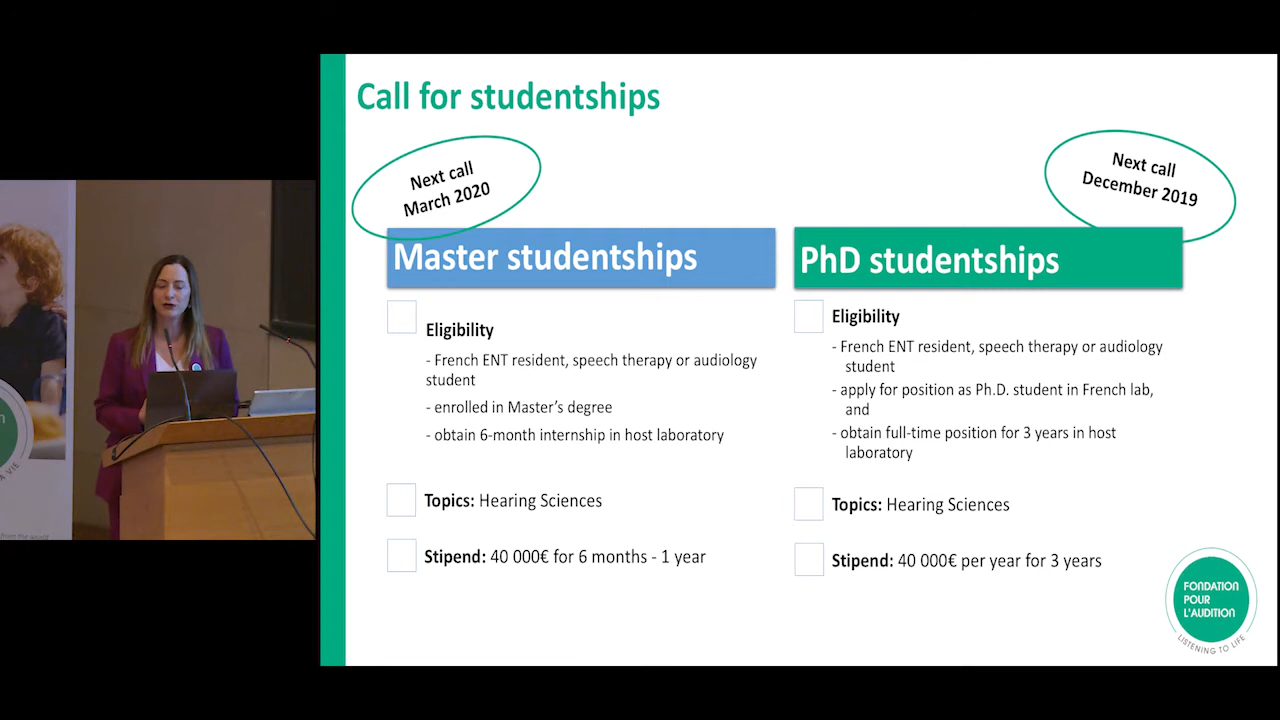 Call for studentships
Next call
March 2020
Next call
December 2019
Master studentships
Eligibility
- French ENT resident, speech therapy or audiology
student
- enrolled in Master’s degree
- obtain 6-month internship in host laboratory
Topics: Hearing Sciences
Stipend: 40 000€ for 6 months - 1 year
PhD studentships
Eligibility
- French ENT resident, speech therapy or audiology
student
- apply for position as Ph.D. student in French lab,
and
- obtain full-time position for 3 years in host
laboratory
Topics: Hearing Sciences
Stipend: 40 000€ per year for 3 years
FONDATION
POUR
L'AUDITION
LISTENING TO LIFE
A VIE